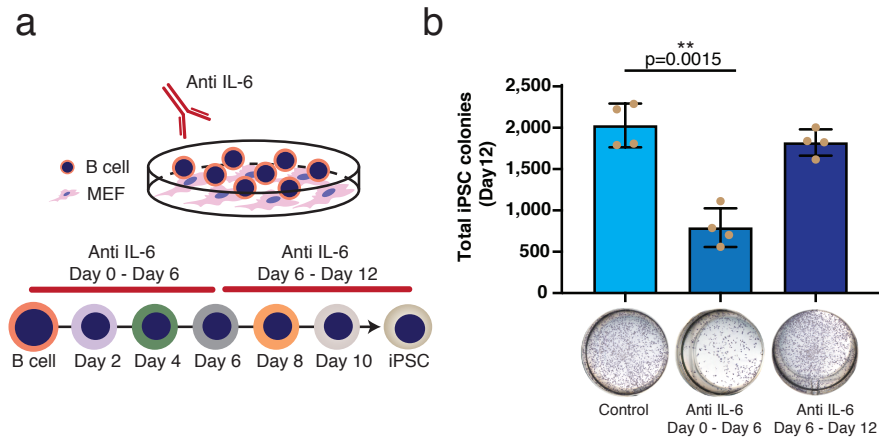 a
Anti IL-6
B cell
MEF
Anti IL-6
Day 0 - Day 6
Anti IL-6
Day 6 - Day 12
B cell
Day 2
Day 4
Day 6
Day 8
Day 10
iPSC
b
**
p=0.0015
Total iPSC colonies
(Day12)
2,500
2,000
1,500
1,000
500
0
Control
Anti IL-6
Day 0 - Day 6
Anti IL-6
Day 6 - Day 12